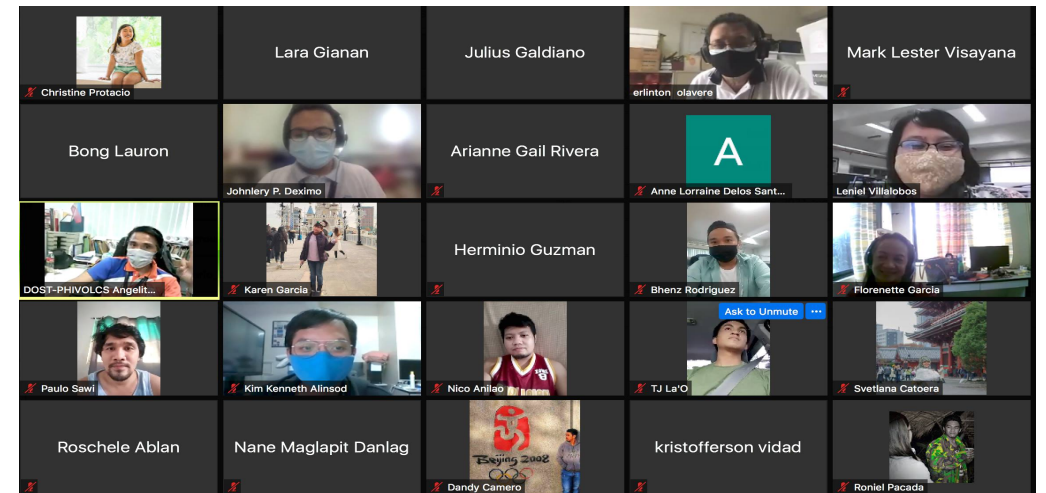 Christine Protacio
Lara Gianan
Julius Galdiano
erlinton olavere
Mark Lester Visayana
Bong Lauron
Johnlery P. Deximo
Arianne Gail Rivera
A
Anne Lorraine Delos Sant...
Leniel Villalobos
DOST-PHIVOLCS Angelit...
Karen Garcia
Herminio Guzman
Bhenz Rodriguez
Florenette Garcia
Paulo Sawi
Kim Kenneth Alinsod
Nico Anilao
Ask to Unmute ...
TJ La'O
Svetlana Catoera
Roschele Ablan
Nane Maglapit Danlag
Beijing 2008
Dandy Camero
kristofferson vidad
Roniel Pacada